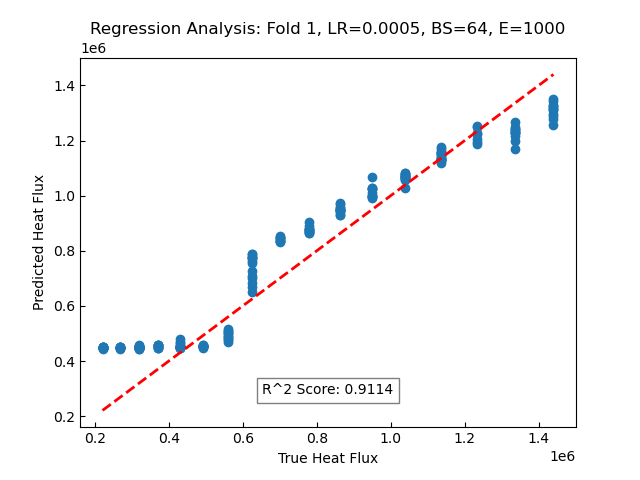 Regression Analysis: Fold 1, LR=0.0005, BS=64, E=1000
1e6
1.4
1.2
1.0
0.8
0.6
0.4
0.2
Predicted Heat Flux
R^2 Score: 0.9114
0.2 0.4 0.6 0.8 1.0 1.2 1.4
1e6
True Heat Flux